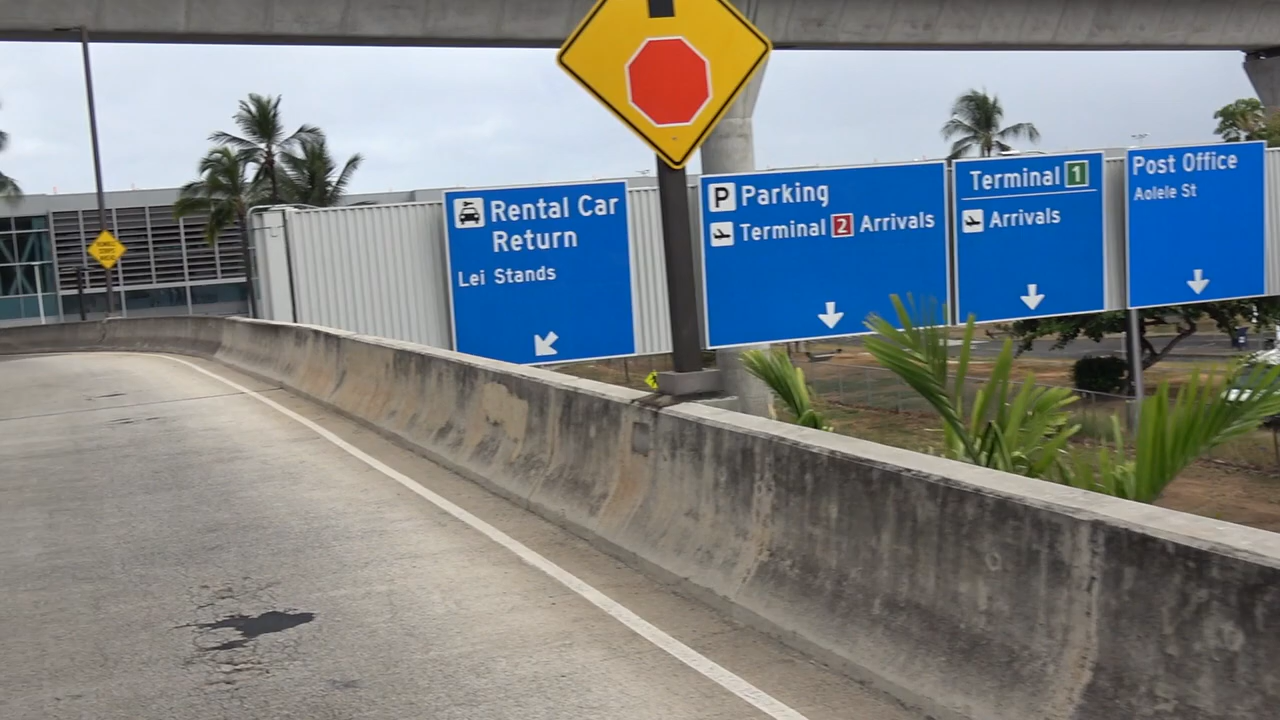 Rental Car
Return
Lei Stands
P Parking
Terminal 2 Arrivals
Terminal 1
Arrivals
Post Office
Aolele St